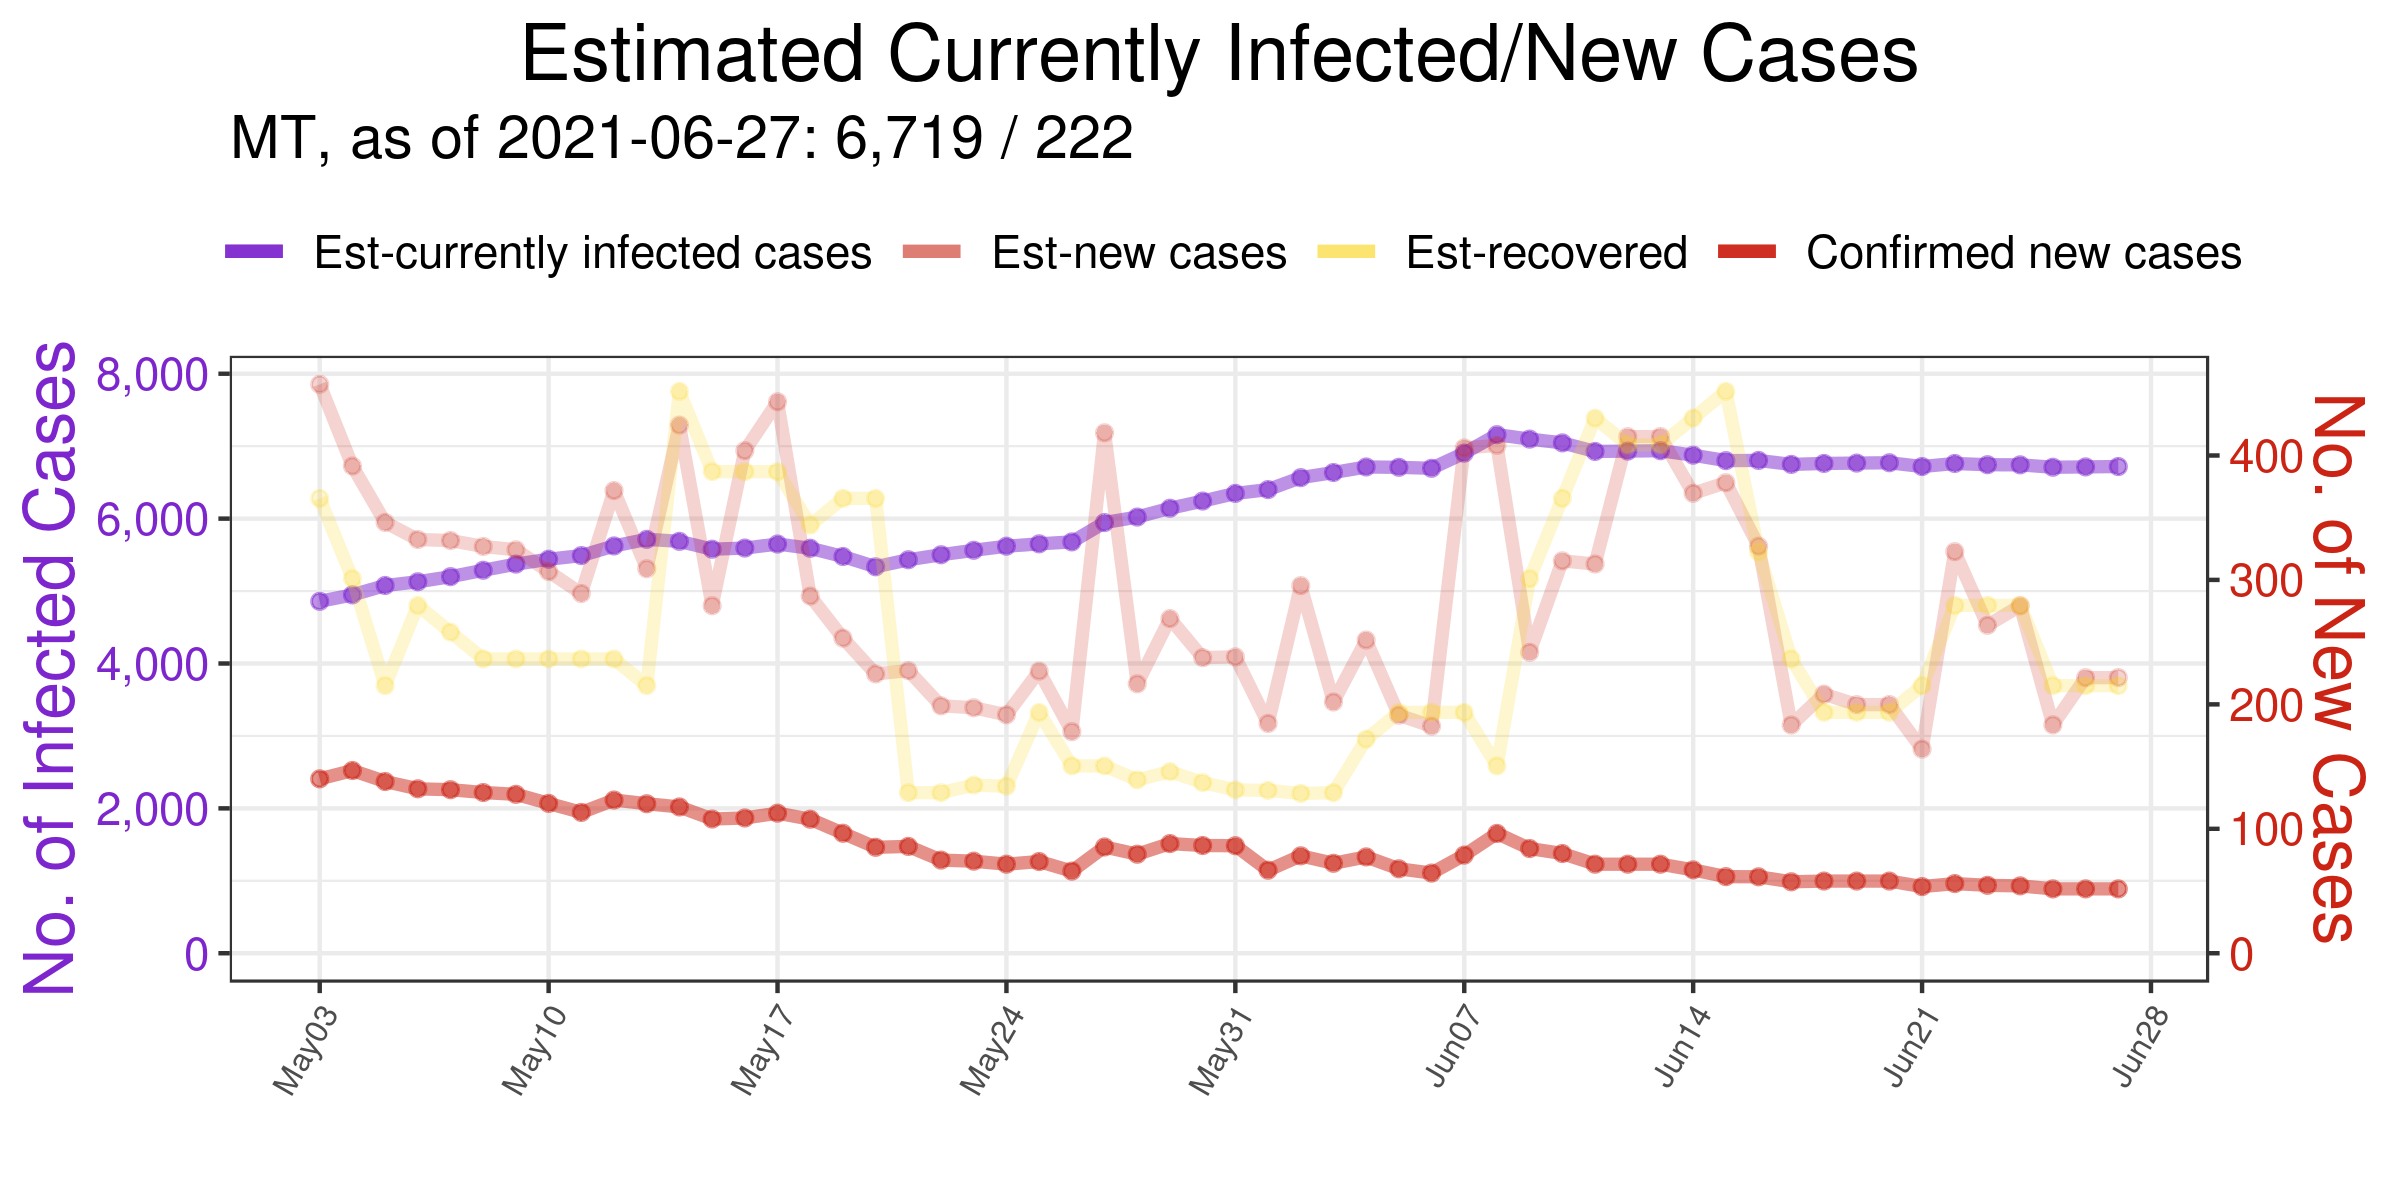 Estimated Currently Infected/New Cases
MT, as of 2021-06-27: 6,719 / 222
Est-currently infected cases Est-new cases Est-recovered Confirmed new cases
No. of Infected Cases
8,000
6,000
4,000
2,000
0
400
300
200
100
0
No. of New Cases
May03 May10 May17 May24 May31 Jun07 Jun14 Jun21 Jun28